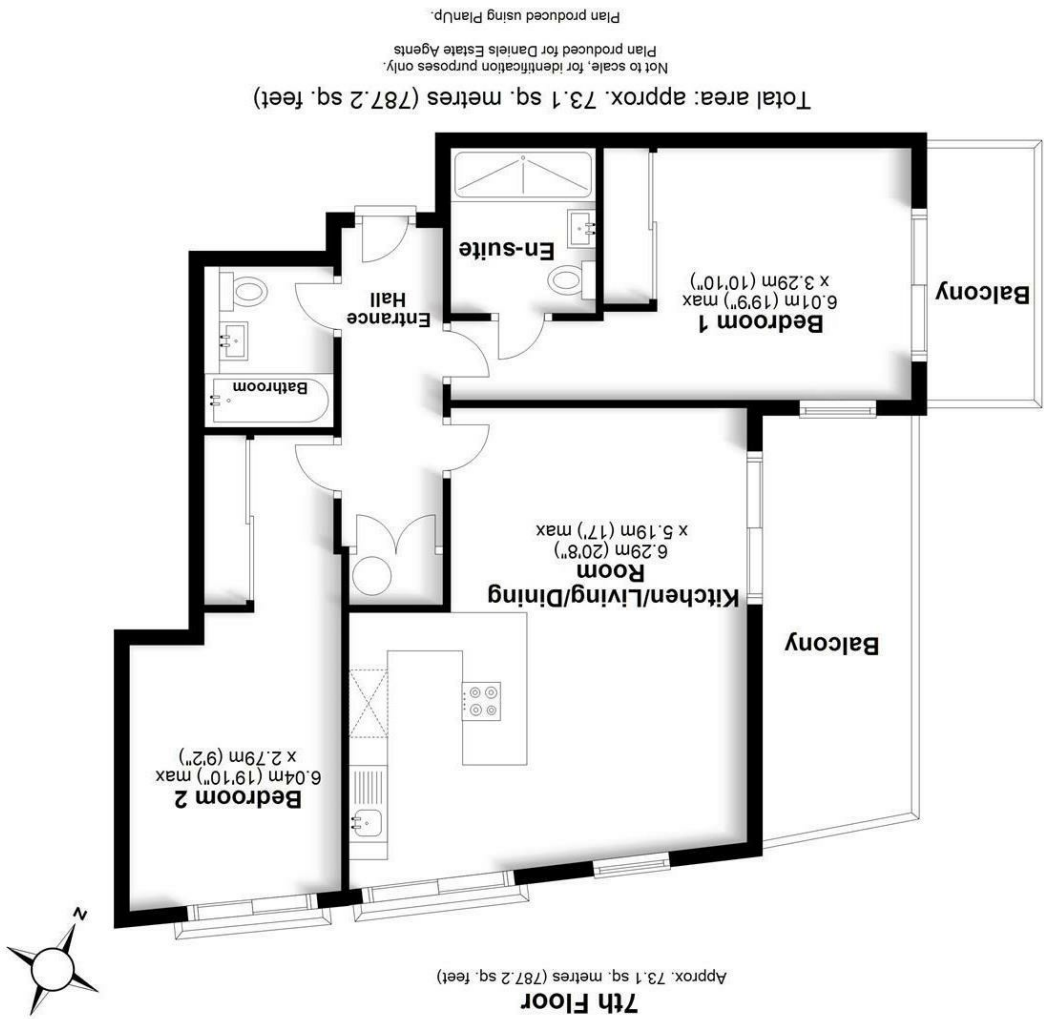 7th Floor
Approx. 73.1 sq. metres (787.2 sq. feet)
N
Bedroom 2
6.04m (19'10") max
x 2.79m (9'2")
Balcony
Kitchen/Living/Dining
Room
6.29m (20'8")
x 5.19m (17') max
Bathroom
Entrance
Hall
Bedroom 1
6.01m (19'9") max
x 3.29m (10'10")
Balcony
En-suite
Total area: approx. 73.1 sq. metres (787.2 sq. feet)
Not to scale, for identification purposes only.
Plan produced for Daniels Estate Agents
Plan produced using PlanUp.